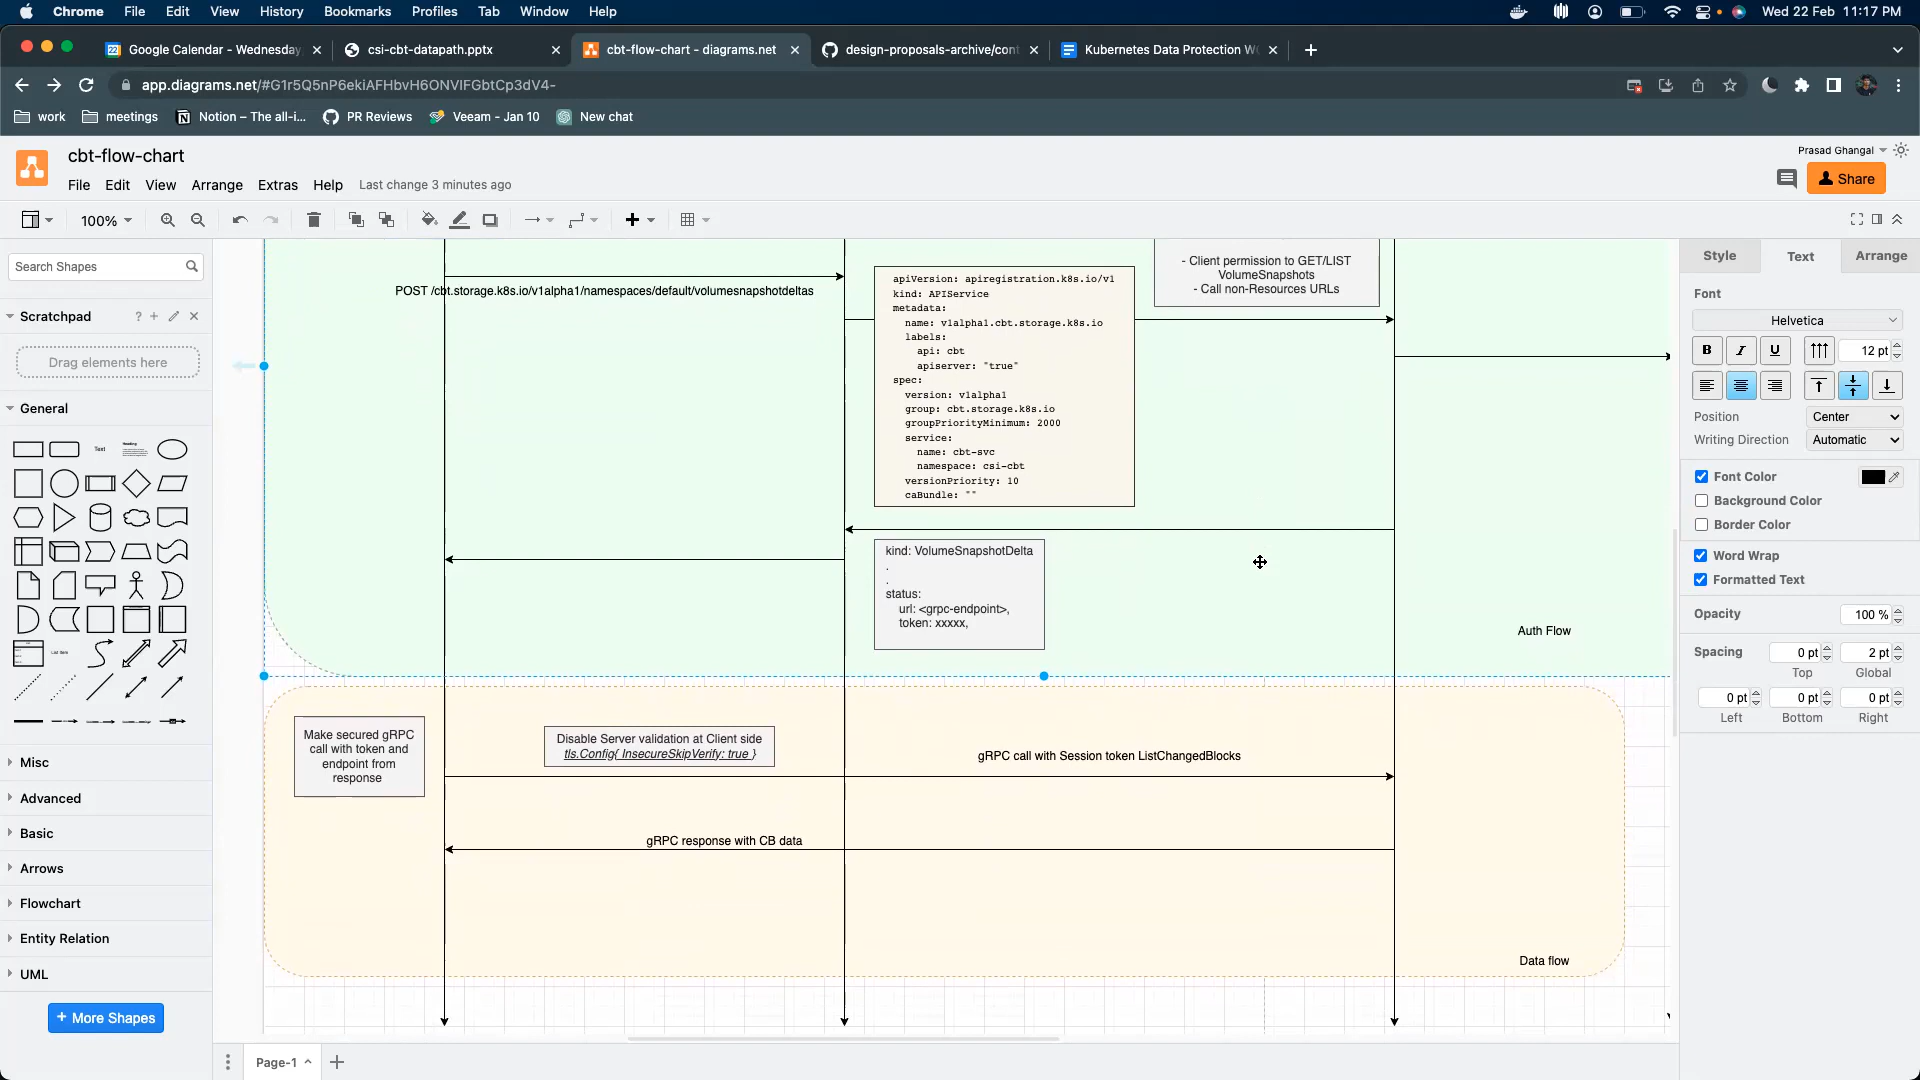 Chrome File Edit View History Bookmarks Profiles Tab Window Help Wed 22 Feb 11:17 PM
22 Google Calendar - Wednesday, csi-cbt-datapath.pptx cbt-flow-chart - diagrams.net design-proposals-archive/cont Kubernetes Data Protection W
app.diagrams.net/#G1r5Q5nP6ekiAFHbvH6ONVIFGbtCp3dV4-
work meetings Notion – The all-i... PR Reviews Veeam - Jan 10 New chat
cbt-flow-chart
Prasad Ghangal
File Edit View Arrange Extras Help Last change 3 minutes ago
Share
100%
Search Shapes
Scratchpad
Drag elements here
General
Text
Heading
List Item
Misc
Advanced
Basic
Arrows
Flowchart
Entity Relation
UML
+ More Shapes
POST /cbt.storage.k8s.io/v1alpha1/namespaces/default/volumesnapshotdeltas
apiVersion: apiregistration.k8s.io/v1
kind: APIService
metadata:
name: v1alpha1.cbt.storage.k8s.io
labels:
api: cbt
apiserver: "true"
spec:
version: v1alpha1
group: cbt.storage.k8s.io
groupPriorityMinimum: 2000
service:
name: cbt-svc
namespace: csi-cbt
versionPriority: 10
caBundle: ""
- Client permission to GET/LIST
VolumeSnapshots
- Call non-Resources URLs
kind: VolumeSnapshotDelta
.
.
status:
url: <grpc-endpoint>,
token: xxxxx,
Auth Flow
Make secured gRPC
call with token and
endpoint from
response
Disable Server validation at Client side
tls.Config{ InsecureSkipVerify: true }
gRPC call with Session token ListChangedBlocks
gRPC response with CB data
Data flow
Page-1
Style Text Arrange
Font
Helvetica
B I U 12 pt
Position Center
Writing Direction Automatic
Font Color
Background Color
Border Color
Word Wrap
Formatted Text
Opacity 100 %
Spacing 0 pt 2 pt
Top Global
0 pt 0 pt 0 pt
Left Bottom Right